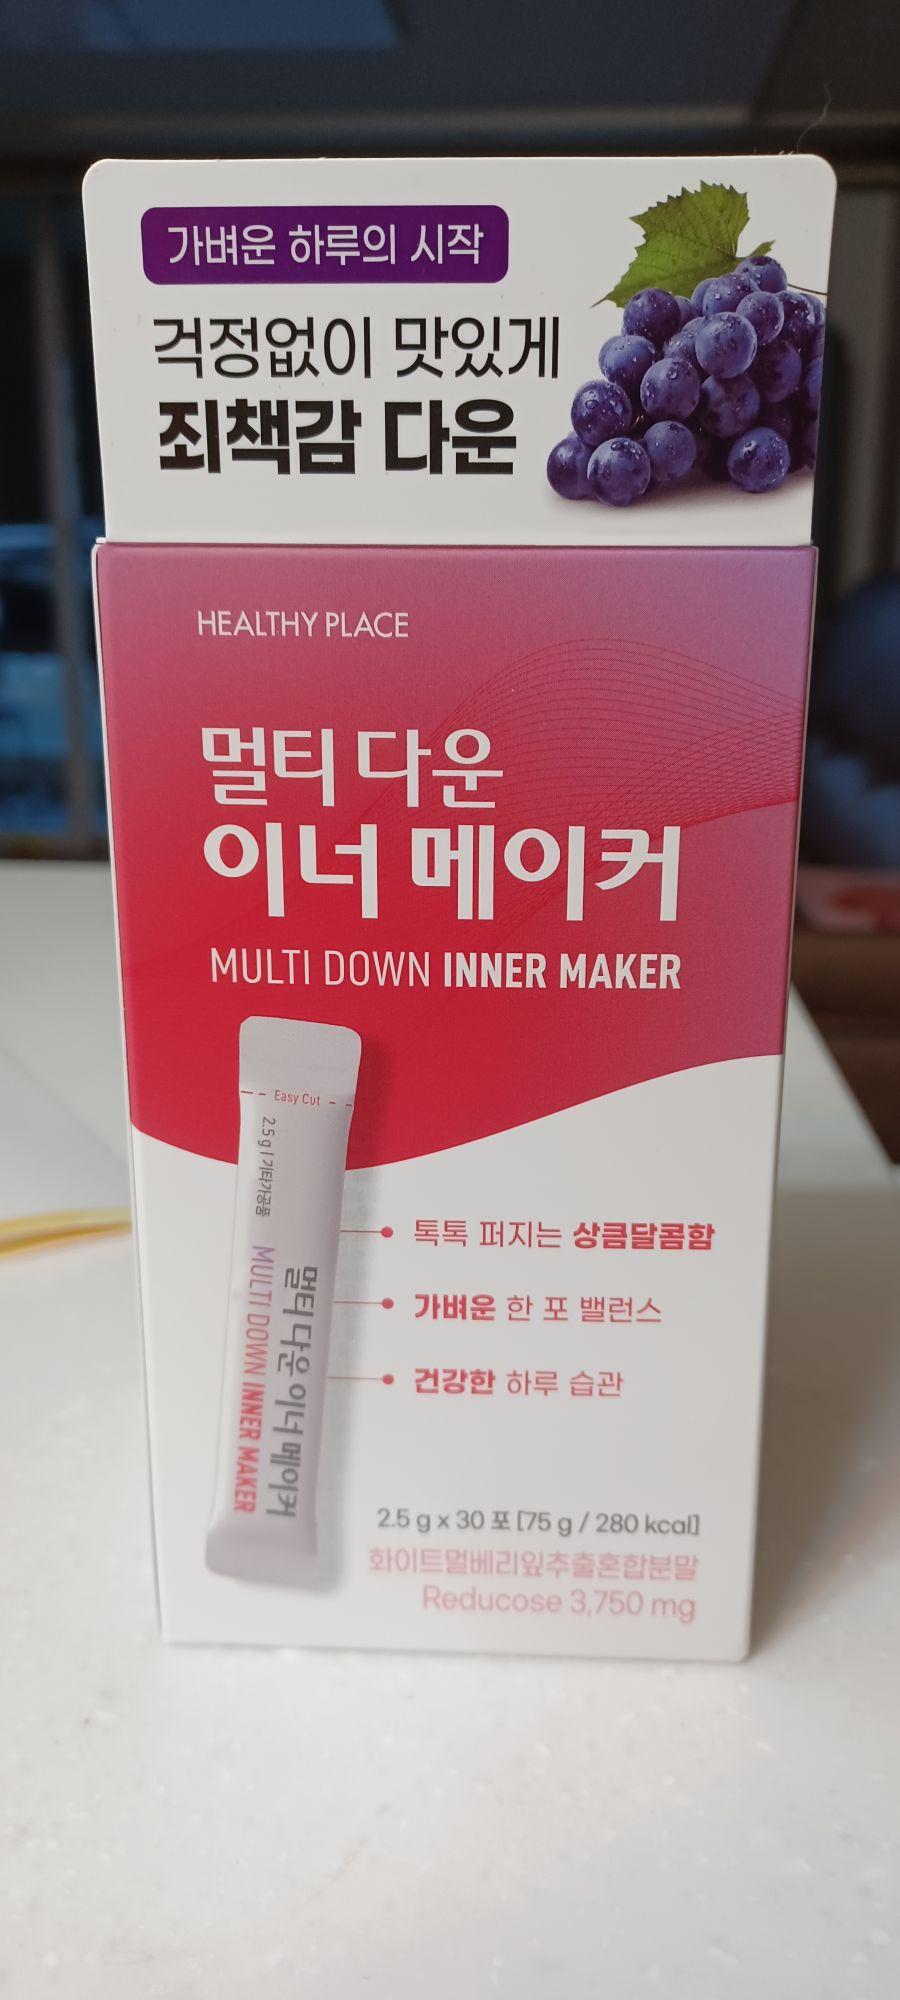 가벼운 하루의 시작
걱정없이 맛있게
죄책감 다운
HEALTHY PLACE
멀티 다운
이너 메이커
MULTI DOWN INNER MAKER
Easy Cut
2.5 g | 기타가공품
멀티 다운 이너 메이커
MULTI DOWN INNER MAKER
톡톡 퍼지는 상큼달콤함
가벼운 한 포 밸런스
건강한 하루 습관
2.5 g x 30 포 [75 g / 280 kcal]
화이트멀베리잎추출혼합분말
Reducose 3,750 mg